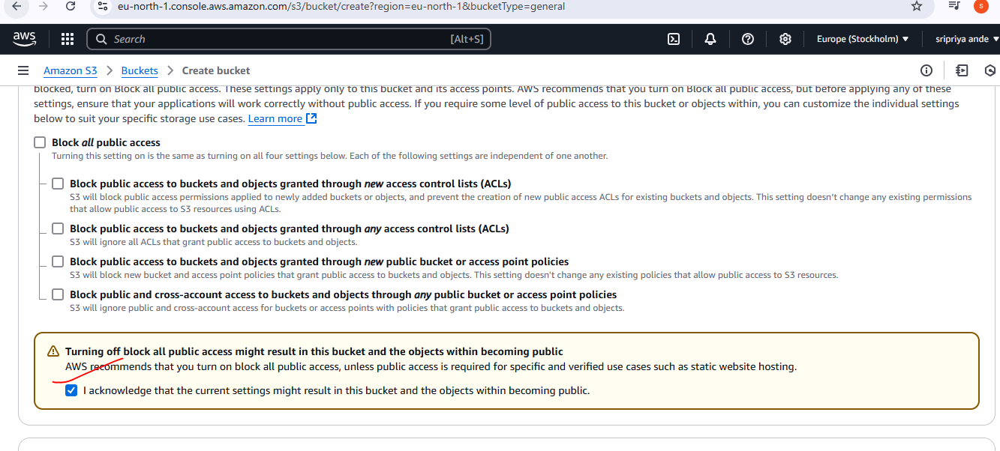 eu-north-1.console.aws.amazon.com/s3/bucket/create?region=eu-north-1&bucketType=general
S
aws
Search
[Alt+S]
Europe (Stockholm)
sripriya ande
Amazon S3 > Buckets > Create bucket
blocked, turn on Block all public access. These settings apply only to this bucket and its access points. AWS recommends that you turn on Block all public access, but before applying any of these
settings, ensure that your applications will work correctly without public access. If you require some level of public access to this bucket or objects within, you can customize the individual settings
below to suit your specific storage use cases. Learn more
Block all public access
Turning this setting on is the same as turning on all four settings below. Each of the following settings are independent of one another.
Block public access to buckets and objects granted through new access control lists (ACLs)
S3 will block public access permissions applied to newly added buckets or objects, and prevent the creation of new public access ACLs for existing buckets and objects. This setting doesn't change any existing permissions
that allow public access to S3 resources using ACLs.
Block public access to buckets and objects granted through any access control lists (ACLs)
S3 will ignore all ACLs that grant public access to buckets and objects.
Block public access to buckets and objects granted through new public bucket or access point policies
S3 will block new bucket and access point policies that grant public access to buckets and objects. This setting doesn't change any existing policies that allow public access to S3 resources.
Block public and cross-account access to buckets and objects through any public bucket or access point policies
S3 will ignore public and cross-account access for buckets or access points with policies that grant public access to buckets and objects.
Turning off block all public access might result in this bucket and the objects within becoming public
AWS recommends that you turn on block all public access, unless public access is required for specific and verified use cases such as static website hosting.
I acknowledge that the current settings might result in this bucket and the objects within becoming public.